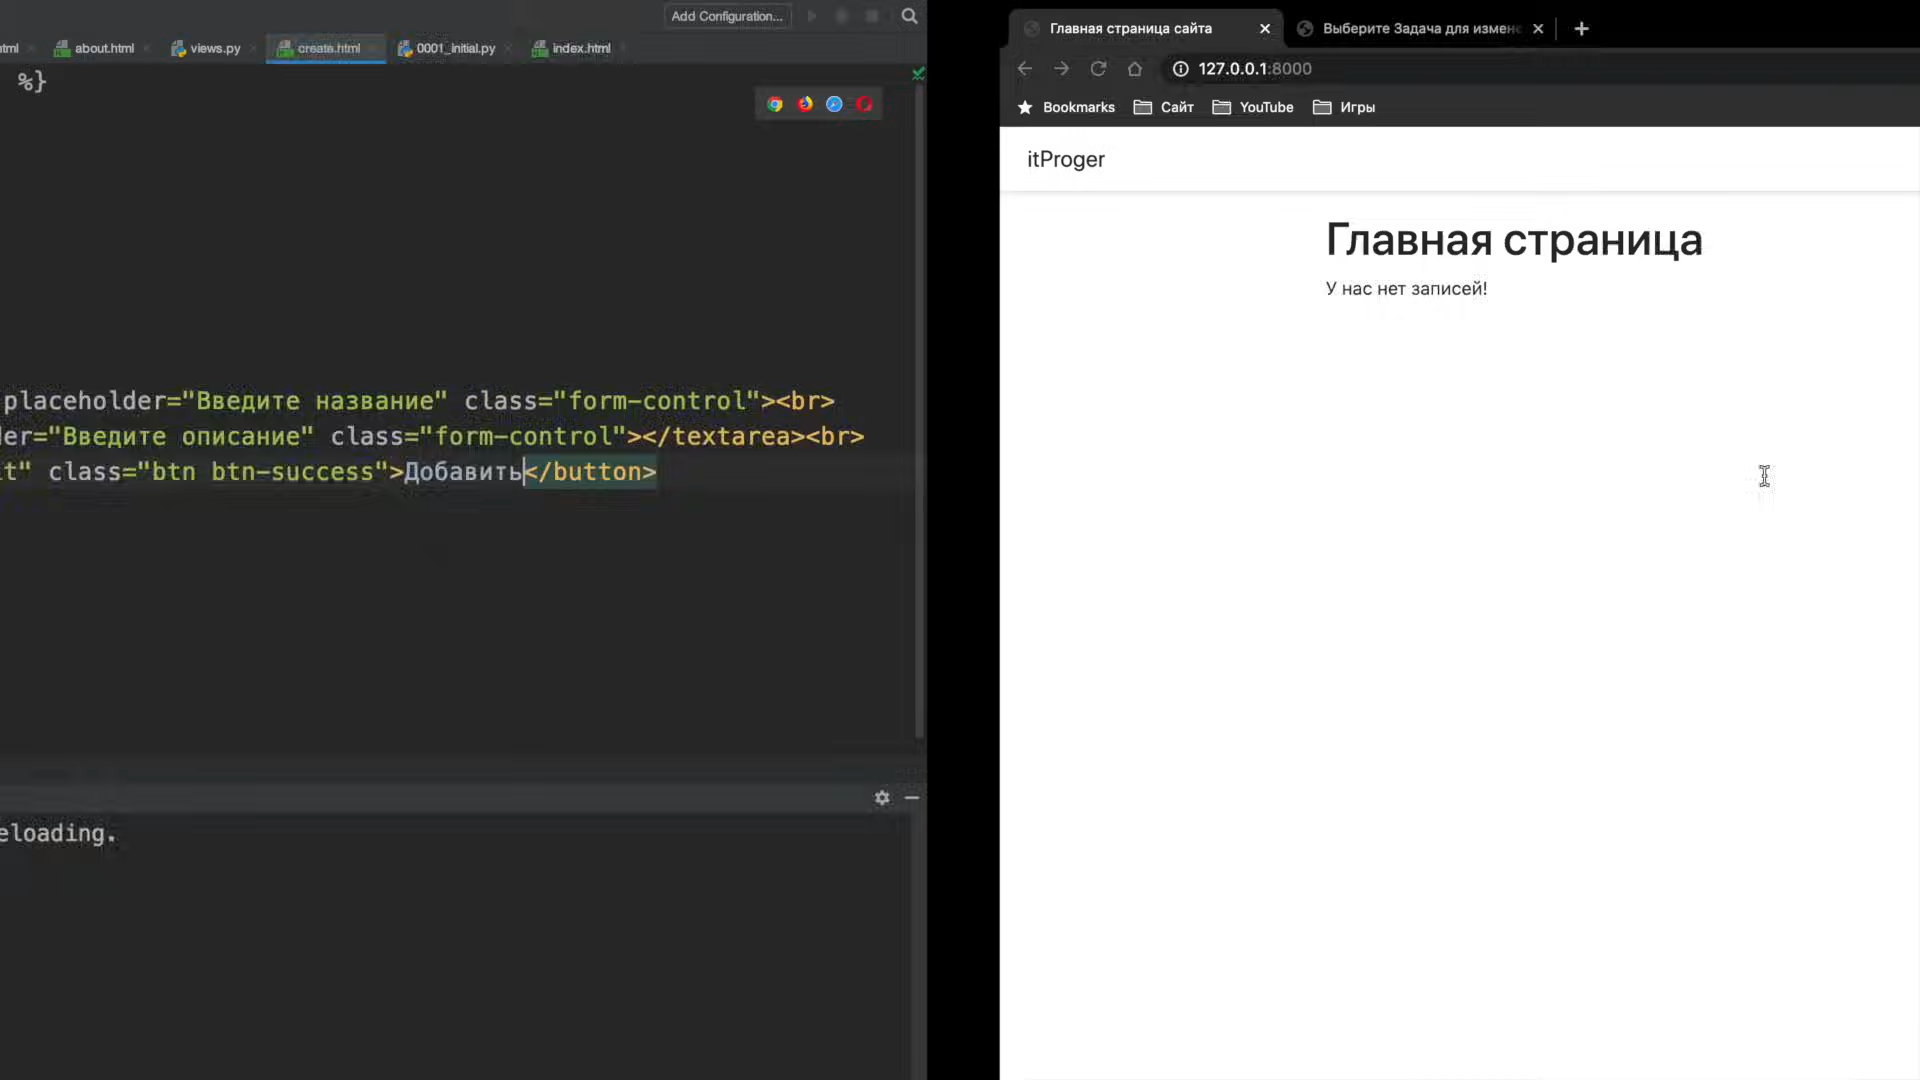 Add Configuration...
tml
about.html
views.py
create.html
0001_initial.py
index.html
%}
placeholder="Введите название" class="form-control"><br>
der="Введите описание" class="form-control"></textarea><br>
it" class="btn btn-success">Добавить</button>
eloading.
Главная страница сайта
Выберите Задача для измене
127.0.0.1:8000
Bookmarks
Сайт
YouTube
Игры
itProger
Главная страница
У нас нет записей!